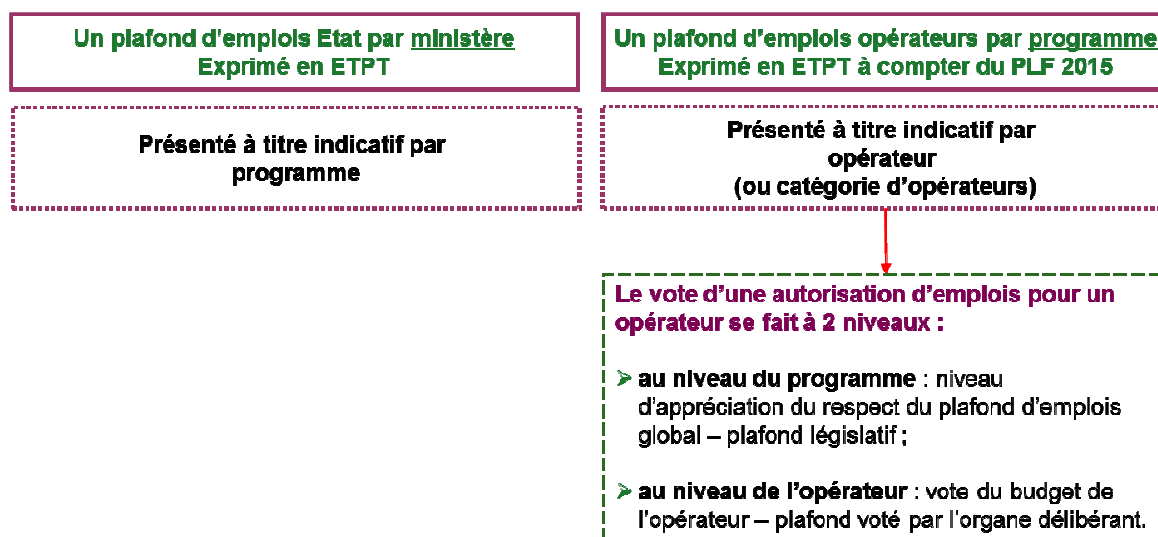 Un plafond d'emplois Etat par ministère
Exprimé en ETPT
Présenté à titre indicatif par
programme
Un plafond d'emplois opérateurs par programme
Exprimé en ETPT à compter du PLF 2015
Présenté à titre indicatif par
opérateur
(ou catégorie d'opérateurs)
Le vote d'une autorisation d'emplois pour un
opérateur se fait à 2 niveaux :
➢ au niveau du programme : niveau
d'appréciation du respect du plafond d'emplois
global – plafond législatif ;
➢ au niveau de l'opérateur : vote du budget de
l'opérateur – plafond voté par l'organe délibérant.